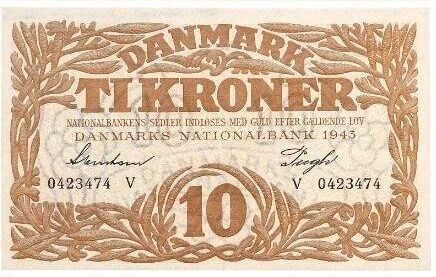 DANMARK
TI KRONER
NATIONALBANKENS SEDLER INDLØSES MED GULD EFTER GÆLDENDE LOV
DANMARKS NATIONALBANK 1943
0423474 V V 0423474
10